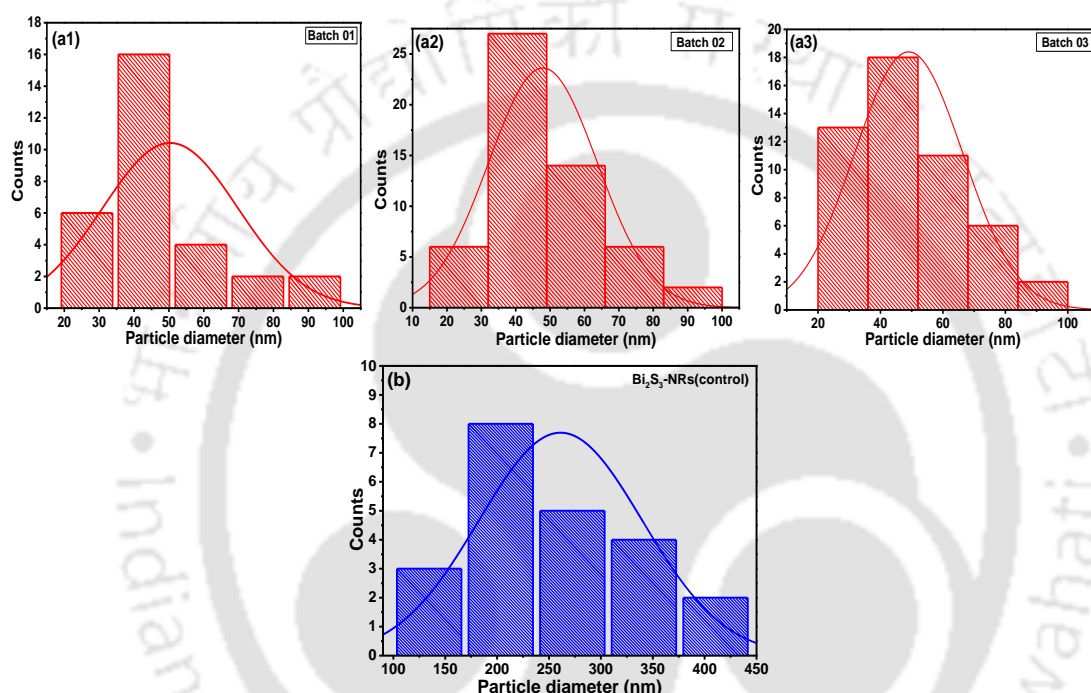 (a1)
Batch 01
18
16
14
12
10
8
6
4
2
0
Counts
20 30 40 50 60 70 80 90 100
Particle diameter (nm)
(a2)
Batch 02
25
20
15
10
5
0
Counts
10 20 30 40 50 60 70 80 90 100
Particle diameter (nm)
(a3)
Batch 03
20
18
16
14
12
10
8
6
4
2
0
Counts
20 40 60 80 100
Particle diameter (nm)
(b)
Bi₂S₃-NRs(control)
10
9
8
7
6
5
4
3
2
1
0
Counts
100 150 200 250 300 350 400 450
Particle diameter (nm)
Indian